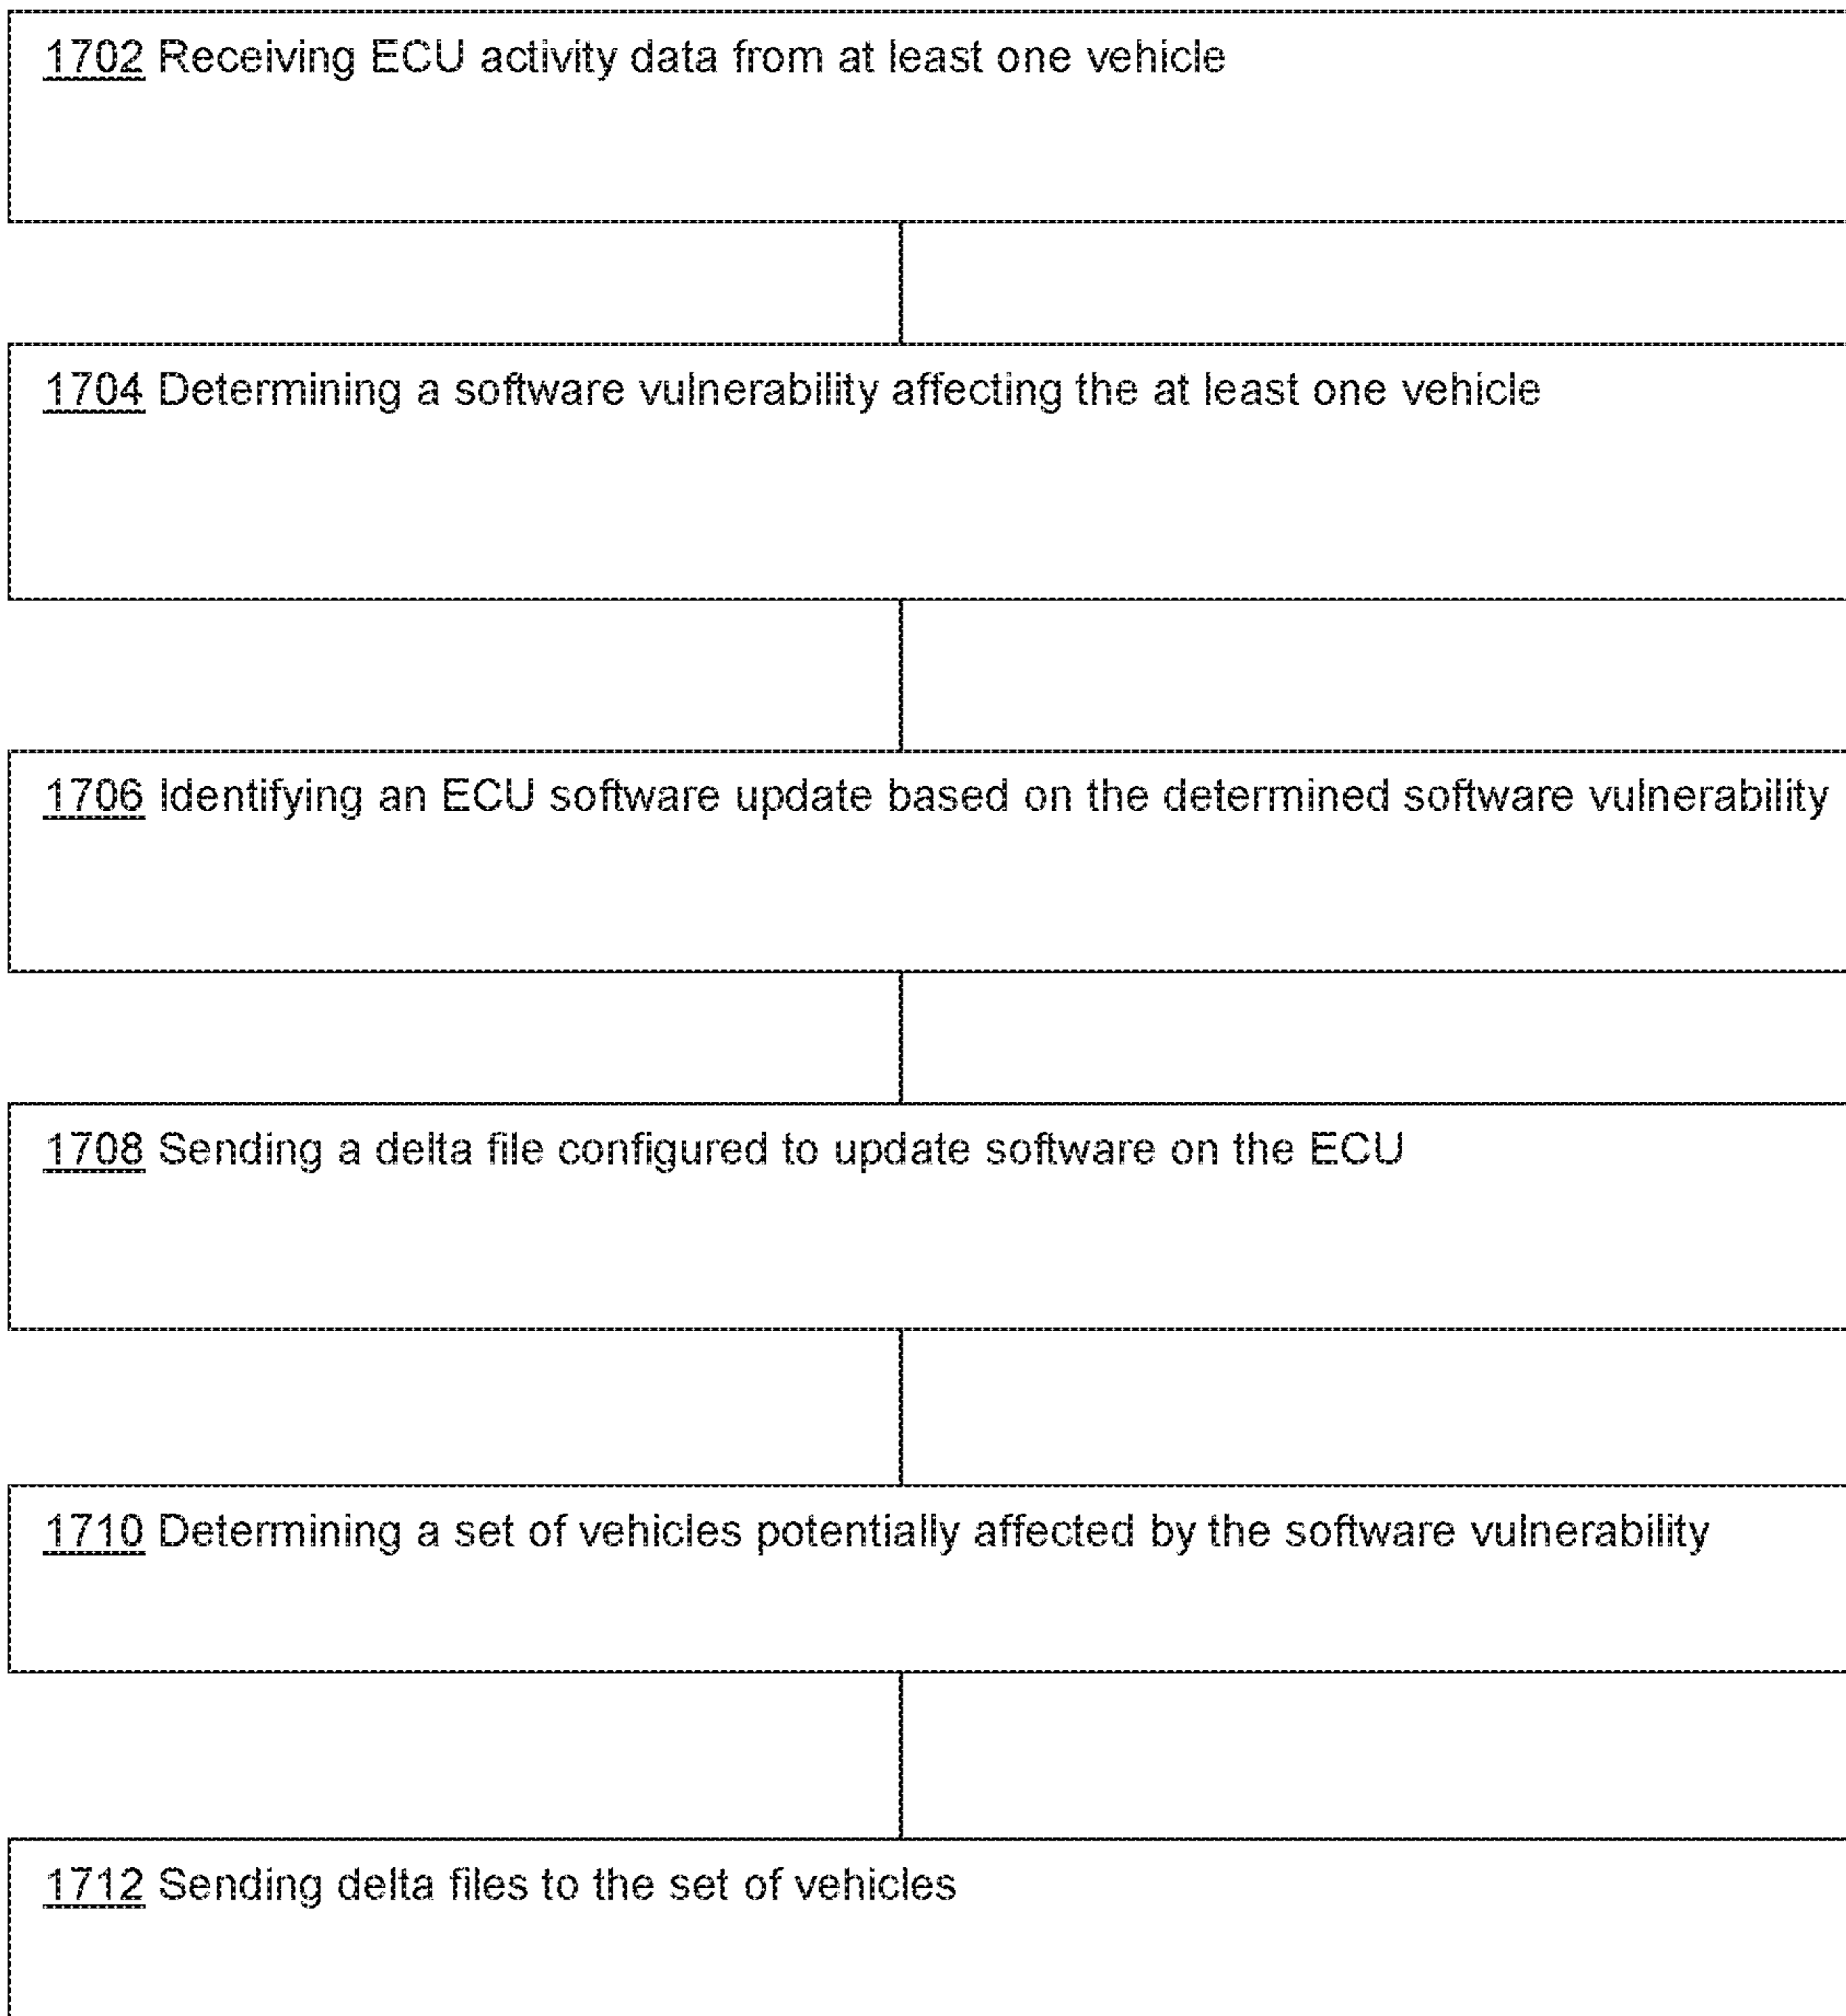 1702 Receiving ECU activity data from at least one vehicle
1704 Determining a software vulnerability affecting the at least one vehicle
1706 Identifying an ECU software update based on the determined software vulnerability
1708 Sending a delta file configured to update software on the ECU
1710 Determining a set of vehicles potentially affected by the software vulnerability
1712 Sending delta files to the set of vehicles